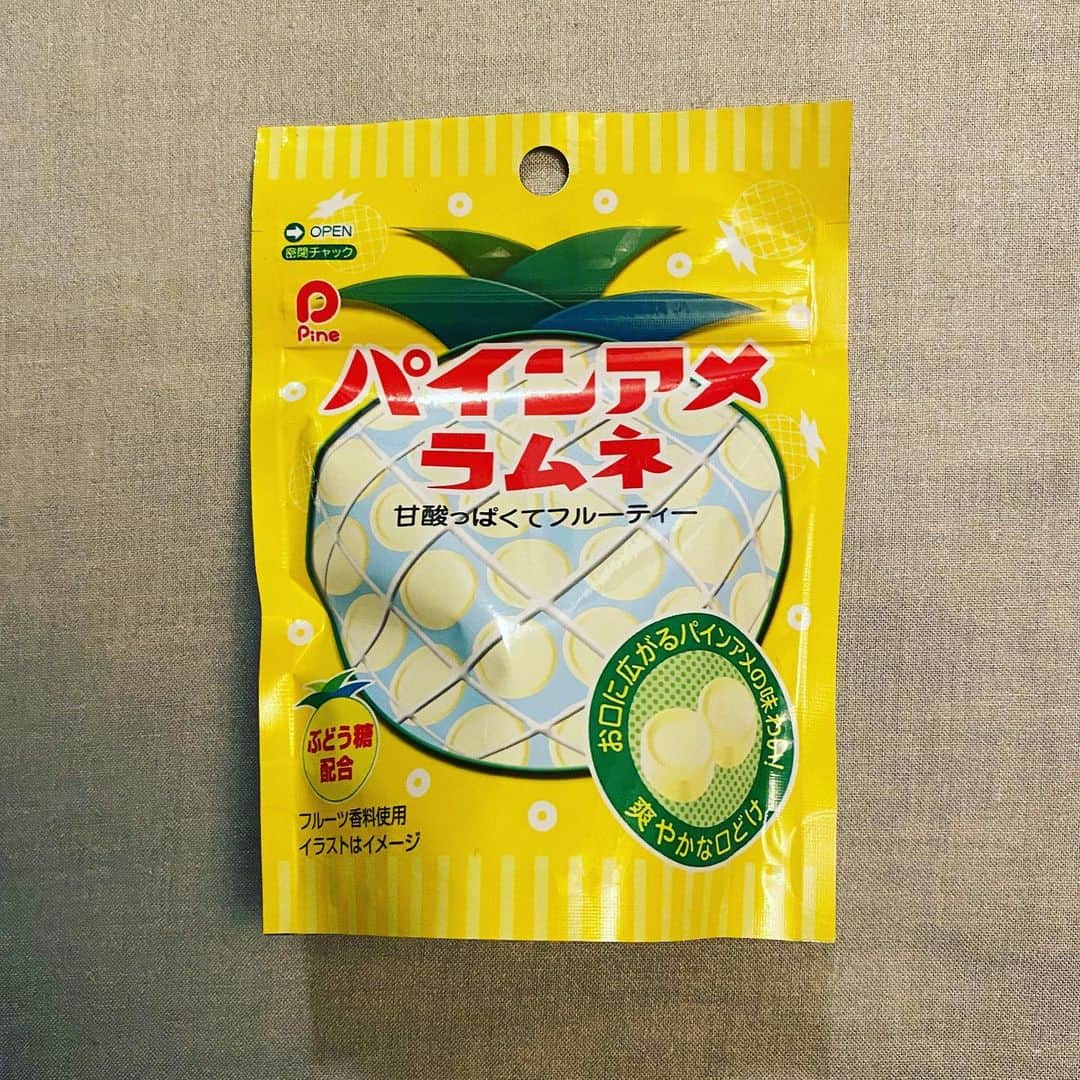 OPEN
密閉チャック
Pine
パインアメ
ラムネ
甘酸っぱくてフルーティー
お口に広がるパインアメの味わい!
爽やかな口どけ
ぶどう糖
配合
フルーツ香料使用
イラストはイメージ